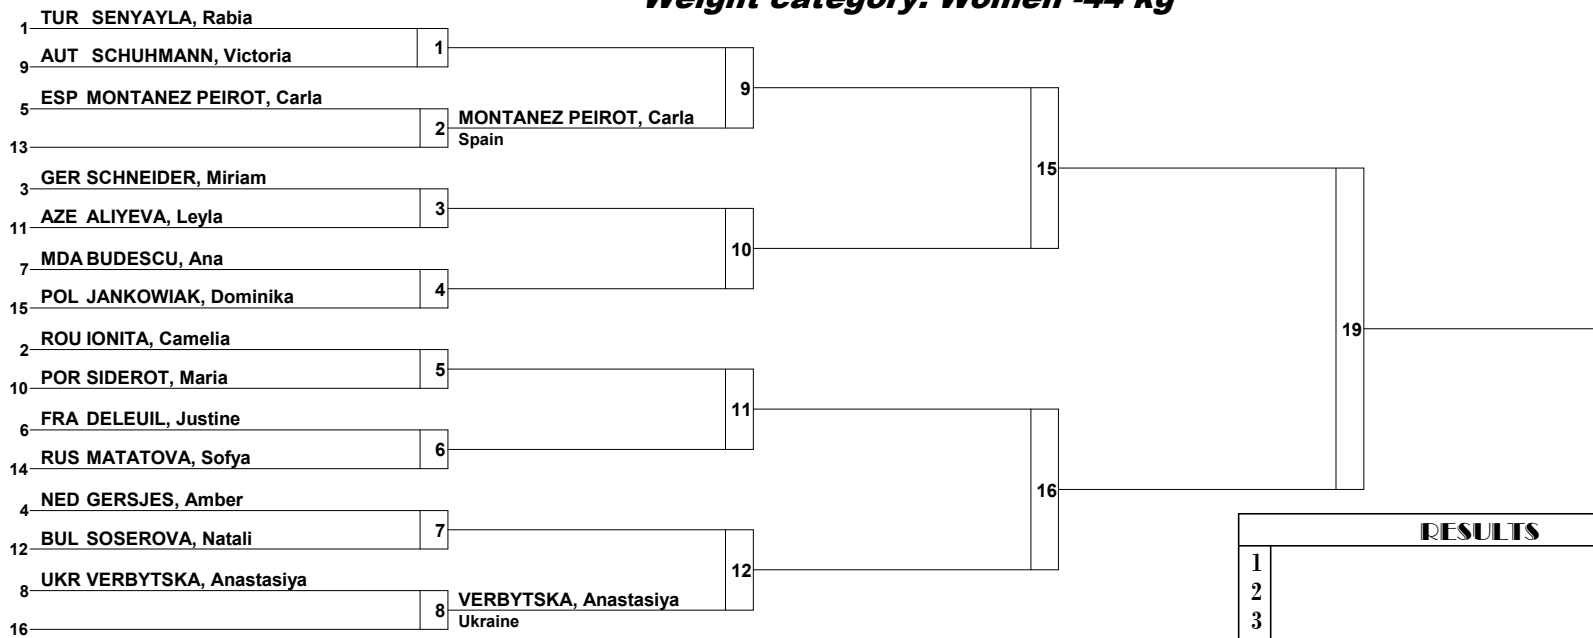 Weight category: Women -44 kg
1 TUR SENYAYLA, Rabia
1
9 AUT SCHUHMANN, Victoria
9
5 ESP MONTANEZ PEIROT, Carla
2 MONTANEZ PEIROT, Carla
Spain
13
3 GER SCHNEIDER, Miriam
15
3
11 AZE ALIYEVA, Leyla
10
7 MDA BUDESCU, Ana
4
15 POL JANKOWIAK, Dominika
19
2 ROU IONITA, Camelia
5
10 POR SIDEROT, Maria
11
6 FRA DELEUIL, Justine
6
14 RUS MATATOVA, Sofya
16
4 NED GERSJES, Amber
7
12 BUL SOSEROVA, Natali
12
8 UKR VERBYTSKA, Anastasiya
8 VERBYTSKA, Anastasiya
Ukraine
16
RESULTS
1
2
3